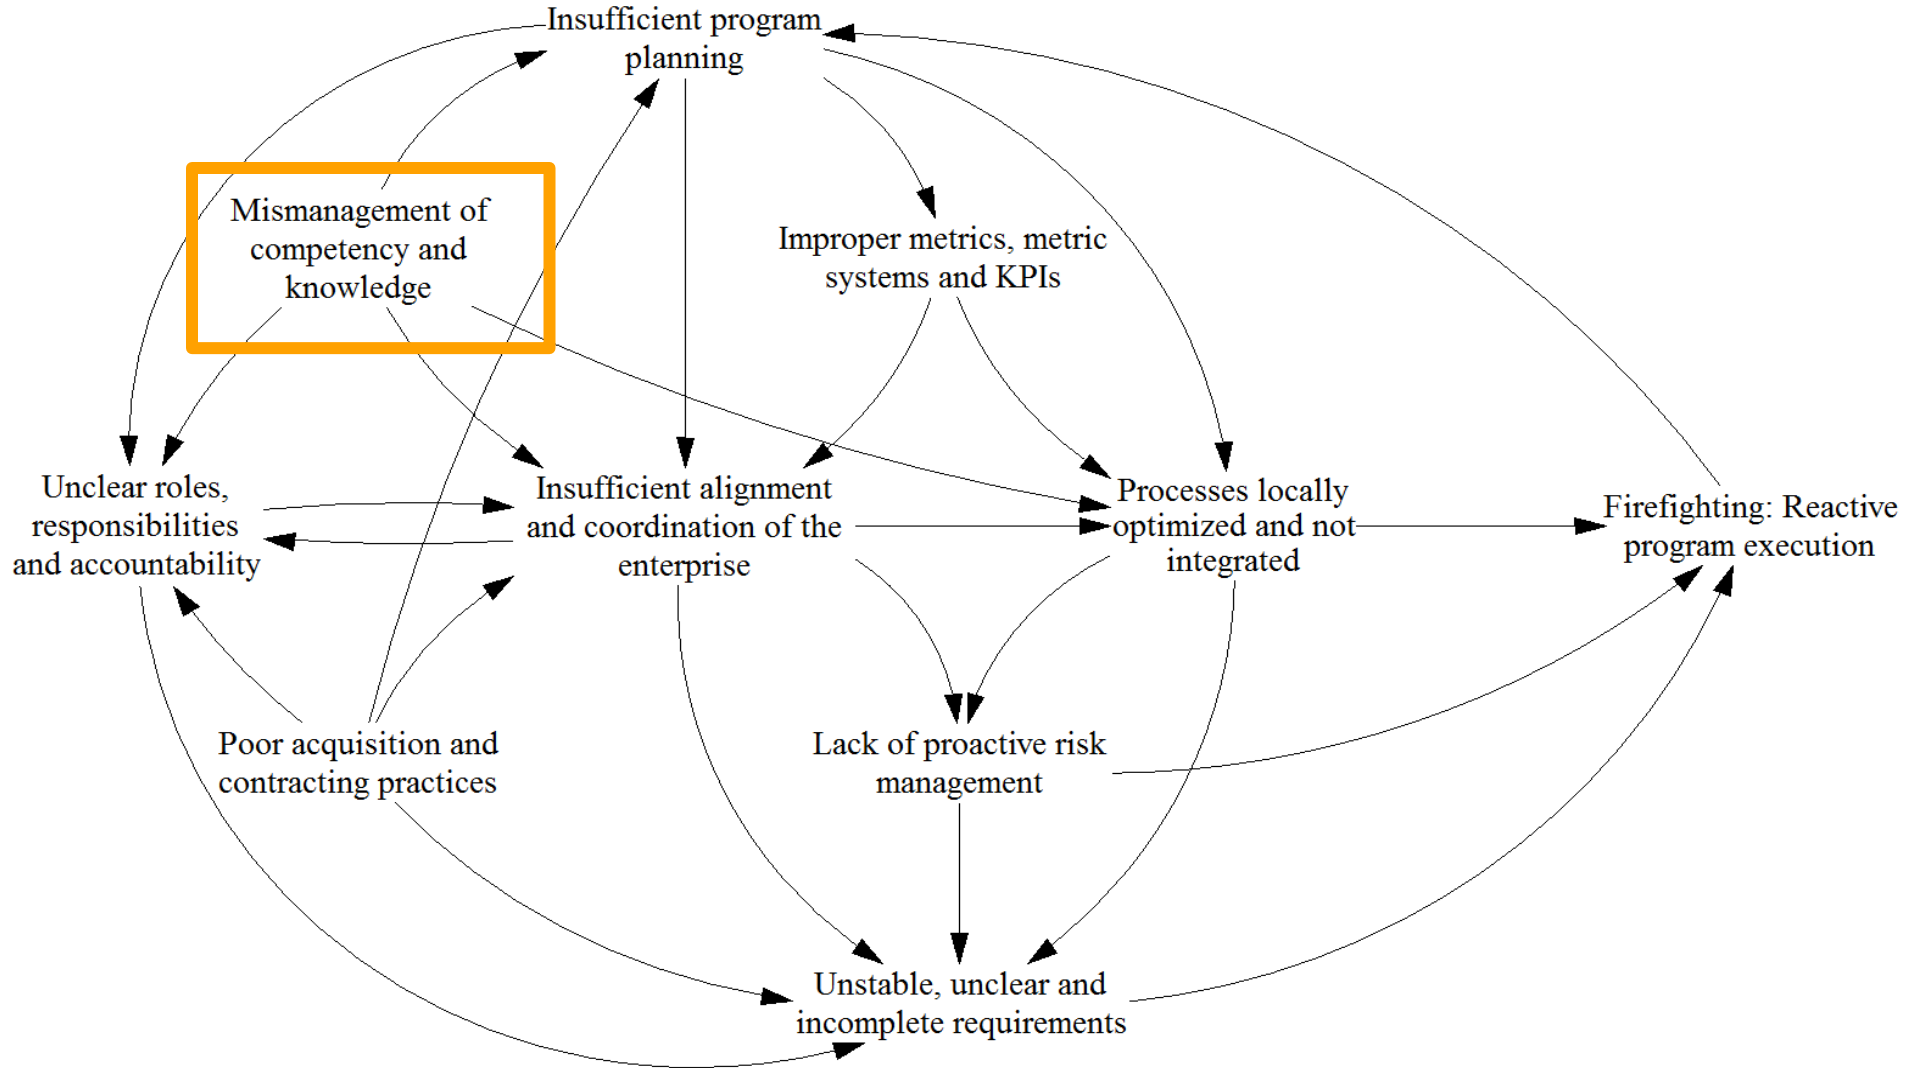 Insufficient program
planning
Mismanagement of
competency and
knowledge
Improper metrics, metric
systems and KPIs
Unclear roles,
responsibilities
and accountability
Insufficient alignment
and coordination of the
enterprise
Processes locally
optimized and not
integrated
Firefighting: Reactive
program execution
Poor acquisition and
contracting practices
Lack of proactive risk
management
Unstable, unclear and
incomplete requirements